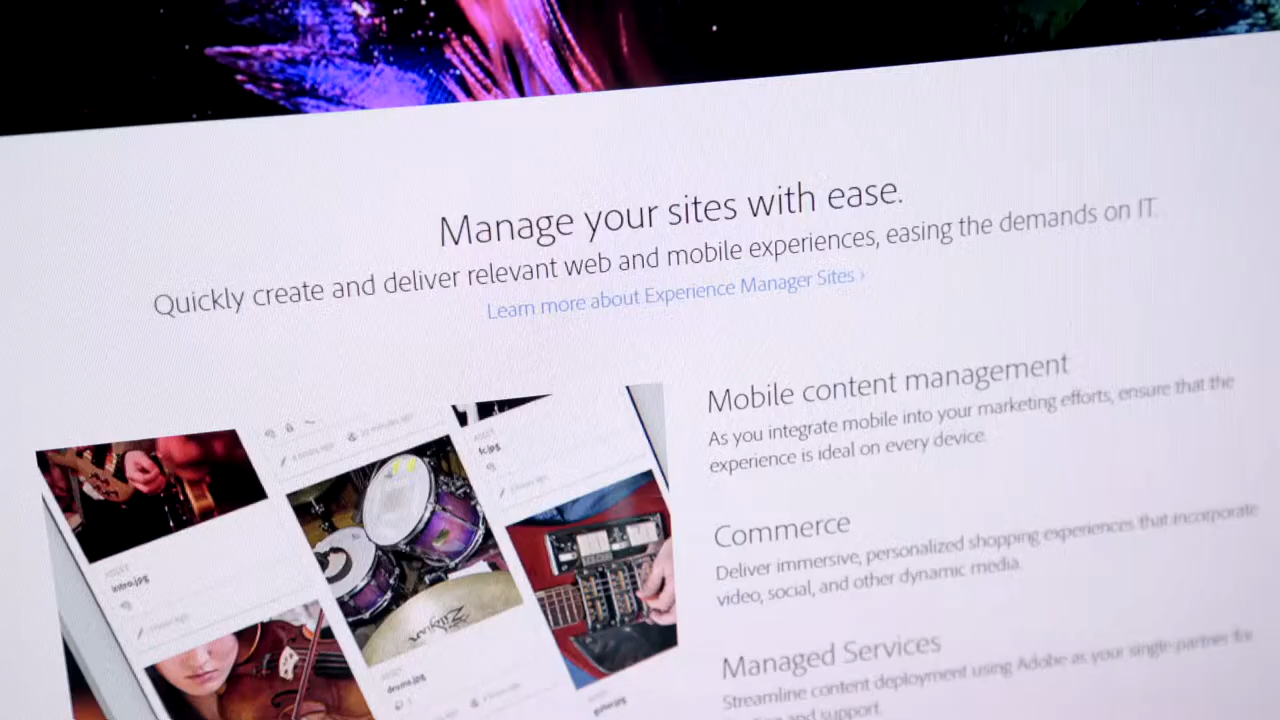 Manage your sites with ease.
Quickly create and deliver relevant web and mobile experiences, easing the demands on IT.
Learn more about Experience Manager Sites ›
Mobile content management
As you integrate mobile into your marketing efforts, ensure that the
experience is ideal on every device.
Commerce
Deliver immersive, personalized shopping experiences that incorporate
video, social, and other dynamic media.
Managed Services
Streamline content deployment using Adobe as your single-partner for
and support.
intro.jpg
Zildjian
drums.jpg
guitar.jpg